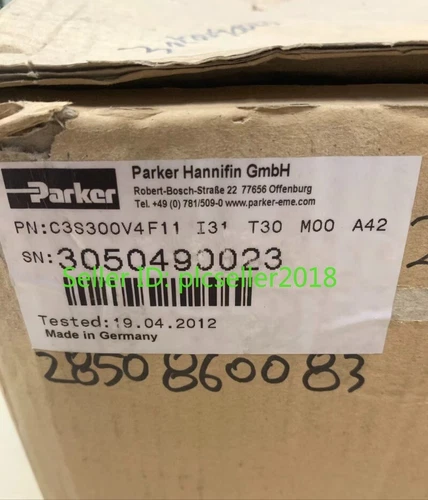 Parker
Parker Hannifin GmbH
Robert-Bosch-Straße 22 77656 Offenburg
Tel. +49 (0) 781/509-0 www.parker-eme.com
PN:C3S300V4F11 I31 T30 M00 A42
SN:3050490023
Seller ID: plcseller2018
Tested:19.04.2012
Made in Germany
2850860083